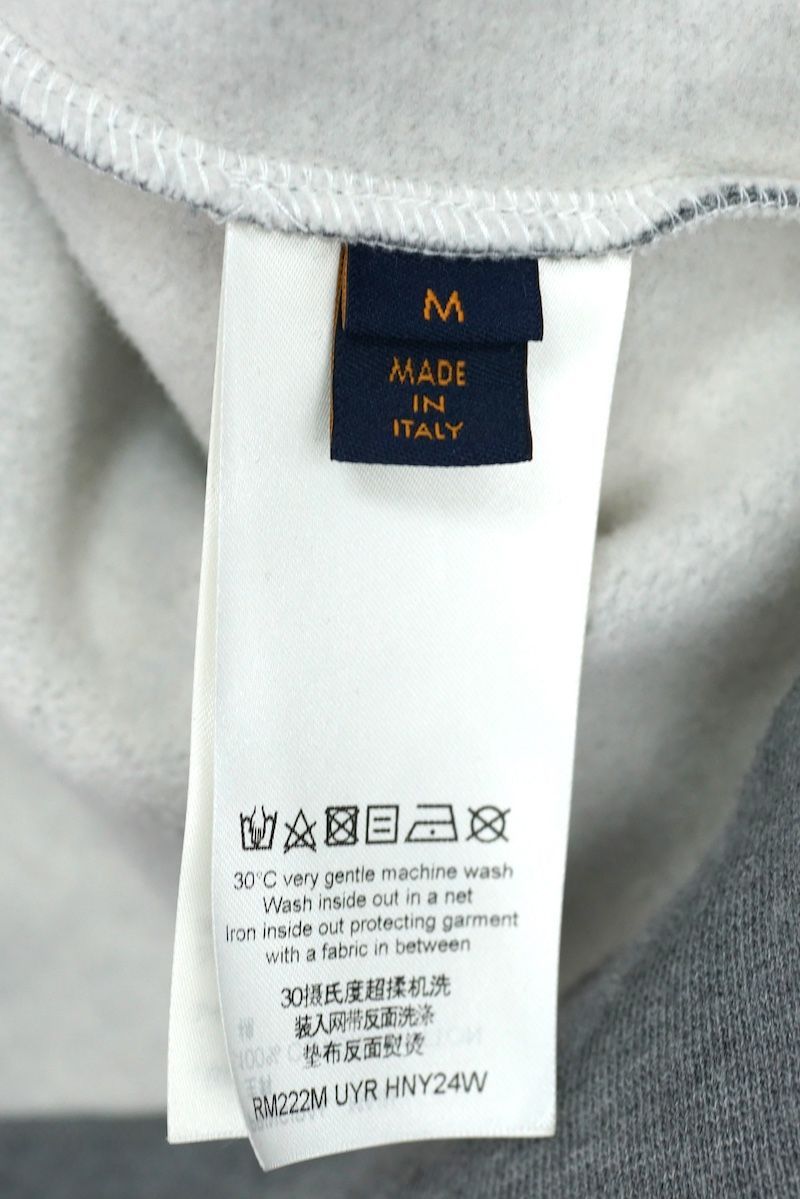 M
MADE
IN
ITALY
30°C very gentle machine wash
Wash inside out in a net
Iron inside out protecting garment
with a fabric in between
30摄氏度超揉机洗
装入网带反面洗涤
垫布反面熨烫
RM222M UYR HNY24W